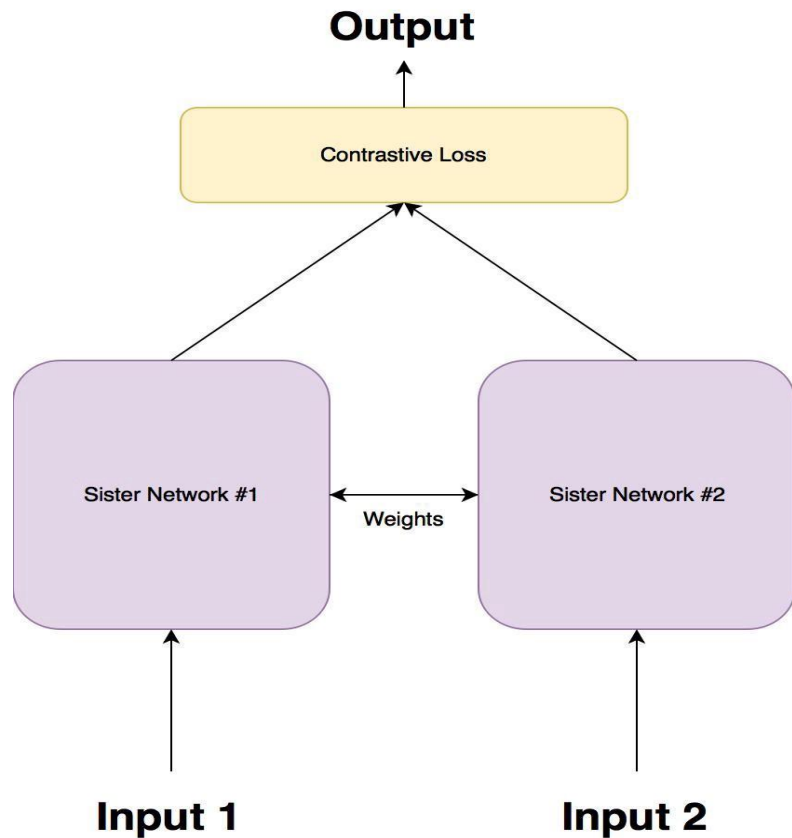 Output
Contrastive Loss
Sister Network #1
Weights
Sister Network #2
Input 1
Input 2